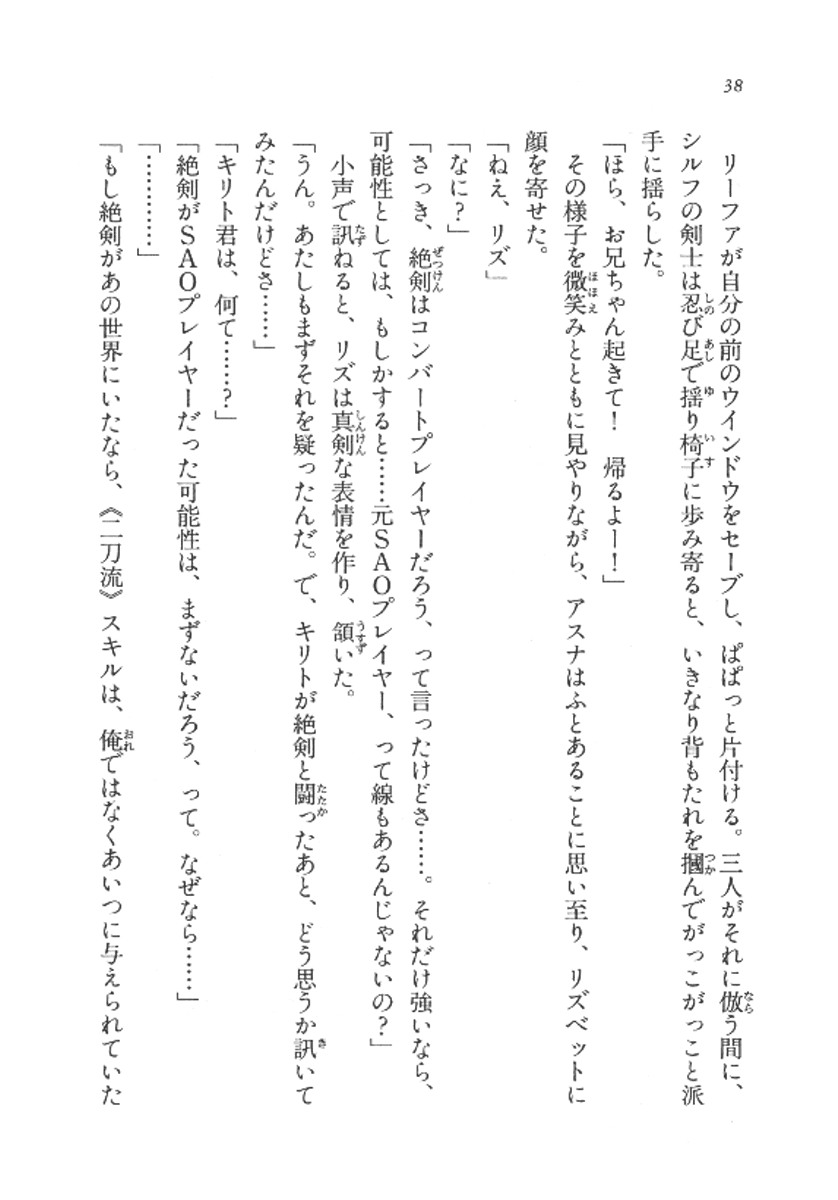 38
リーファが自分の前のウインドウをセーブし、ぱぱっと片付ける。三人がそれに倣う間に、
シルフの剣士は忍び足で揺り椅子に歩み寄ると、いきなり背もたれを摑んでがっこがっこと派
手に揺らした。
「ほら、お兄ちゃん起きて！　帰るよー！」
その様子を微笑みとともに見やりながら、アスナはふとあることに思い至り、リズベットに
顔を寄せた。
「ねえ、リズ」
「なに？」
「さっき、絶剣はコンバートプレイヤーだろう、って言ったけどさ……。それだけ強いなら、
可能性としては、もしかすると……元ＳＡＯプレイヤー、って線もあるんじゃないの？」
小声で訊ねると、リズは真剣な表情を作り、頷いた。
「うん。あたしもまずそれを疑ったんだ。で、キリトが絶剣と闘ったあと、どう思うか訊いて
みたんだけどさ……」
「キリト君は、何て……？」
「絶剣がＳＡＯプレイヤーだった可能性は、まずないだろう、って。なぜなら……」
「…………」
「もし絶剣があの世界にいたなら、《二刀流》スキルは、俺ではなくあいつに与えられていた